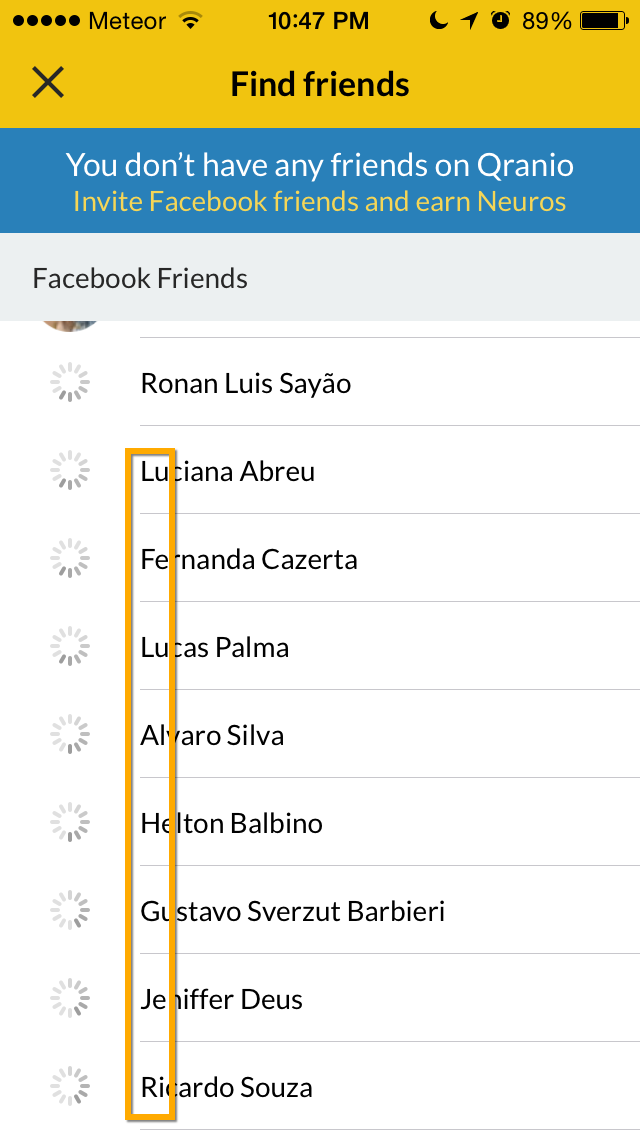 Meteor 10:47 PM 89%
Find friends
You don’t have any friends on Qranio
Invite Facebook friends and earn Neuros
Facebook Friends
Ronan Luis Sayão
Luciana Abreu
Fernanda Cazerta
Lucas Palma
Alvaro Silva
Helton Balbino
Gustavo Sverzut Barbieri
Jeniffer Deus
Ricardo Souza